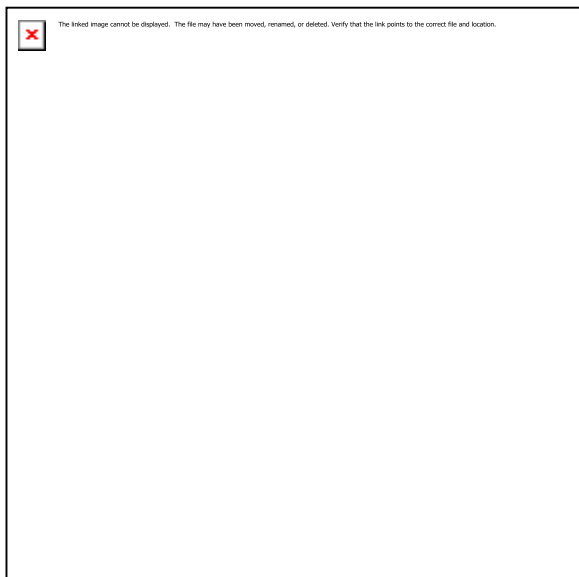 The linked image cannot be displayed.  The file may have been moved, renamed, or deleted. Verify that the link points to the correct file and location.